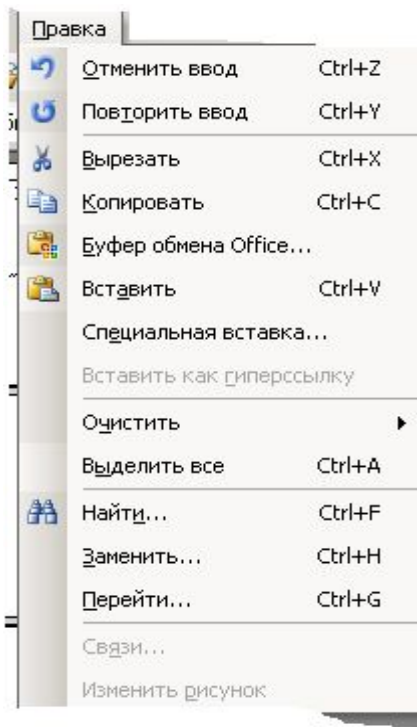 Правка
Отменить ввод Ctrl+Z
Повторить ввод Ctrl+Y
Вырезать Ctrl+X
Копировать Ctrl+C
Буфер обмена Office...
Вставить Ctrl+V
Специальная вставка...
Вставить как гиперссылку
Очистить
Выделить все Ctrl+A
Найти... Ctrl+F
Заменить... Ctrl+H
Перейти... Ctrl+G
Связи...
Изменить рисунок